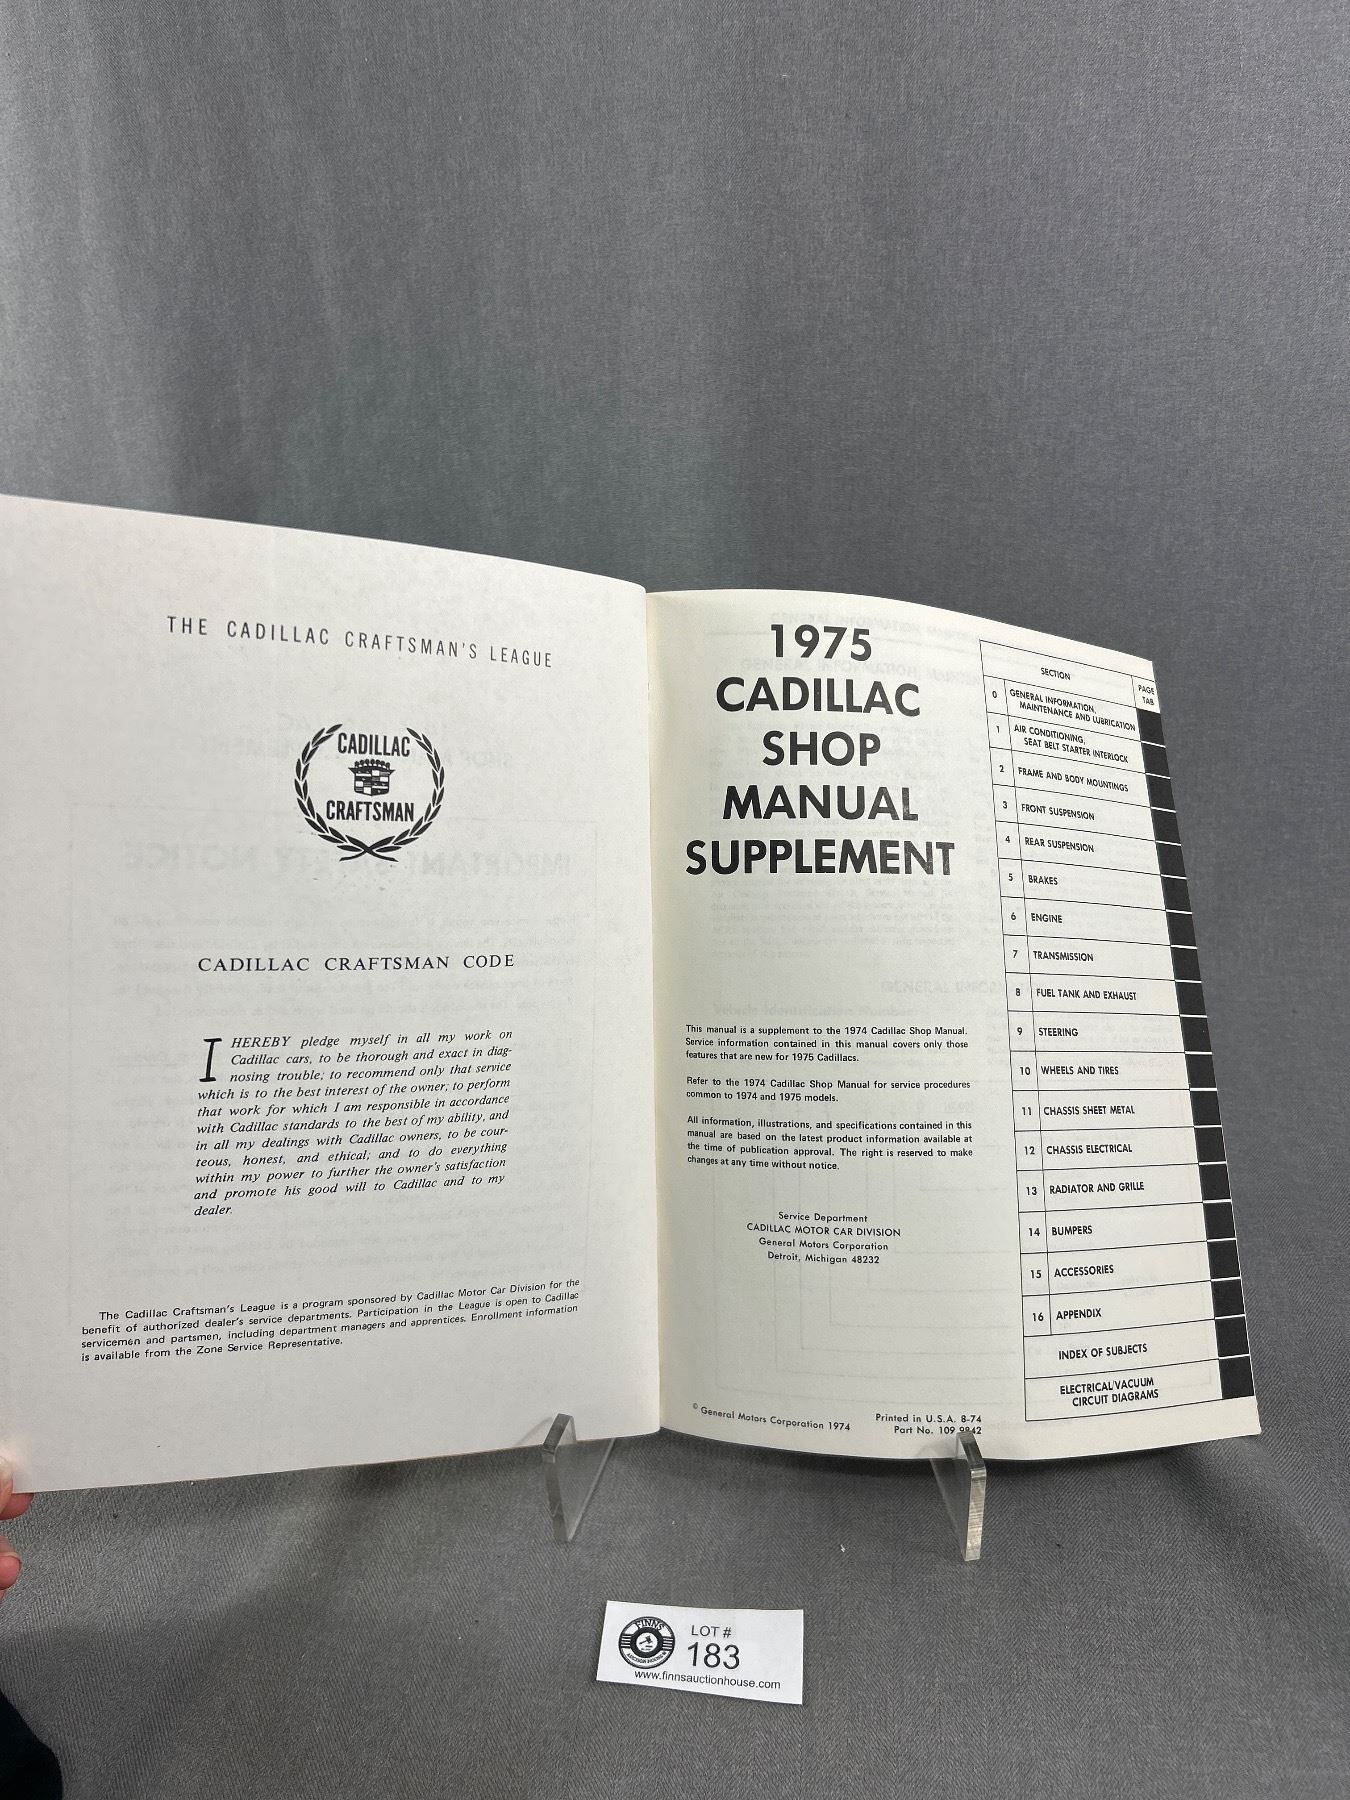 THE CADILLAC CRAFTSMAN'S LEAGUE
CADILLAC
CRAFTSMAN
CADILLAC CRAFTSMAN CODE
I HEREBY pledge myself in all my work on
Cadillac cars, to be thorough and exact in diag-
nosing trouble; to recommend only that service
which is to the best interest of the owner; to perform
that work for which I am responsible in accordance
with Cadillac standards to the best of my ability, and
in all my dealings with Cadillac owners, to be cour-
teous, honest, and ethical; and to do everything
within my power to further the owner's satisfaction
and promote his good will to Cadillac and to my
dealer.
The Cadillac Craftsman's League is a program sponsored by Cadillac Motor Car Division for the
benefit of authorized dealer's service departments. Participation in the League is open to Cadillac
servicemen and partsmen, including department managers and apprentices. Enrollment information
is available from the Zone Service Representative.
1975
CADILLAC
SHOP
MANUAL
SUPPLEMENT
This manual is a supplement to the 1974 Cadillac Shop Manual.
Service information contained in this manual covers only those
features that are new for 1975 Cadillacs.
Refer to the 1974 Cadillac Shop Manual for service procedures
common to 1974 and 1975 models.
All information, illustrations, and specifications contained in this
manual are based on the latest product information available at
the time of publication approval. The right is reserved to make
changes at any time without notice.
Service Department
CADILLAC MOTOR CAR DIVISION
General Motors Corporation
Detroit, Michigan 48232
© General Motors Corporation 1974
Printed in U.S.A. 8-74
Part No. 109 9842
SECTION
PAGE
TAB
0 GENERAL INFORMATION,
MAINTENANCE AND LUBRICATION
1 AIR CONDITIONING,
SEAT BELT STARTER INTERLOCK
2 FRAME AND BODY MOUNTINGS
3 FRONT SUSPENSION
4 REAR SUSPENSION
5 BRAKES
6 ENGINE
7 TRANSMISSION
8 FUEL TANK AND EXHAUST
9 STEERING
10 WHEELS AND TIRES
11 CHASSIS SHEET METAL
12 CHASSIS ELECTRICAL
13 RADIATOR AND GRILLE
14 BUMPERS
15 ACCESSORIES
16 APPENDIX
INDEX OF SUBJECTS
ELECTRICAL/VACUUM
CIRCUIT DIAGRAMS
FINNS
AUCTION HOUSE
LOT #
183
www.finnsauctionhouse.com